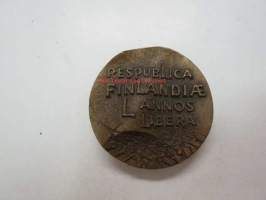 RESPUBLICA
FINLANDIÆ
L ANNOS
LIBERA